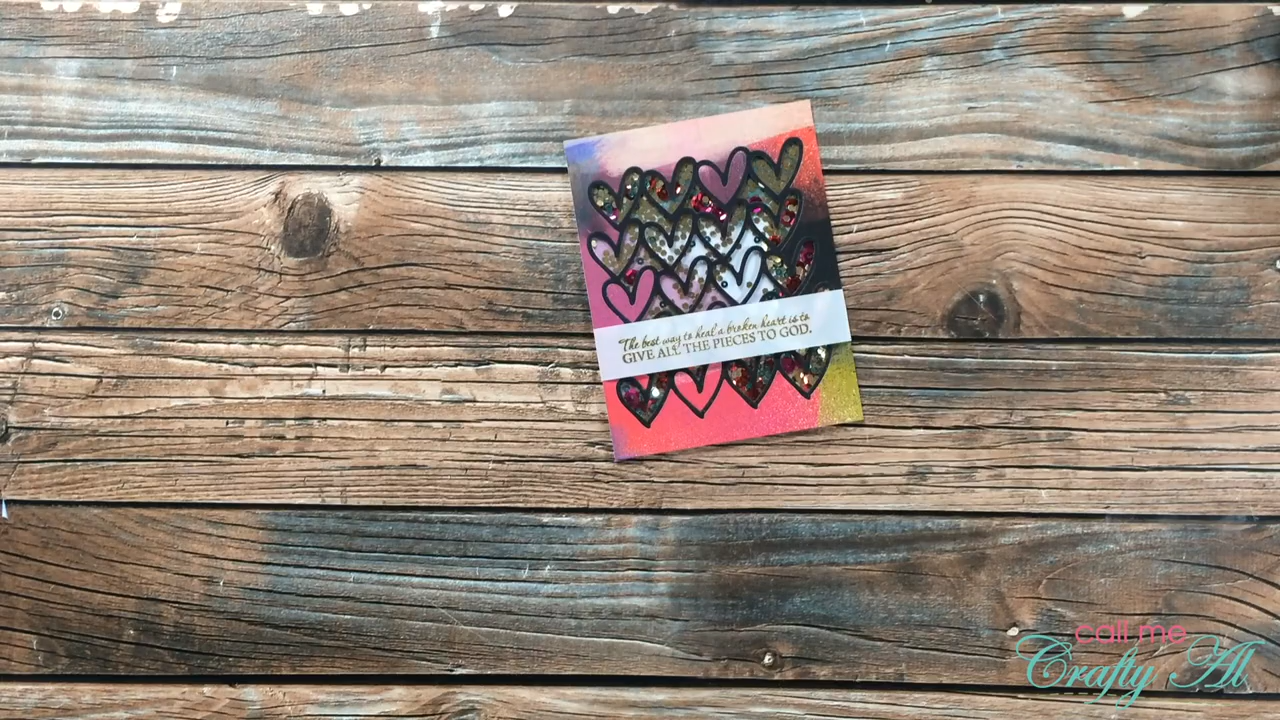 The best way to heal a broken heart is to
GIVE ALL THE PIECES TO GOD.
call me
Crafty Al